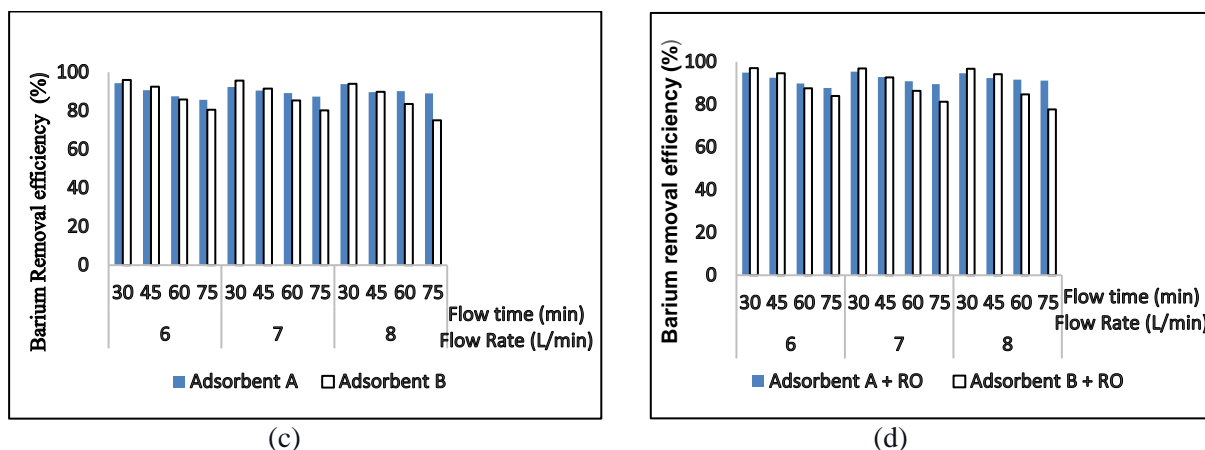 Barium Removal efficiency (%)
100
80
60
40
20
0
30 45 60 75 30 45 60 75 30 45 60 75
Flow time (min)
6 7 8
Flow Rate (L/min)
Adsorbent A Adsorbent B
(c)
Barium removal efficiency (%)
100
80
60
40
20
0
30 45 60 75 30 45 60 75 30 45 60 75
Flow time (min)
Flow Rate (L/min)
6 7 8
Adsorbent A + RO Adsorbent B + RO
(d)